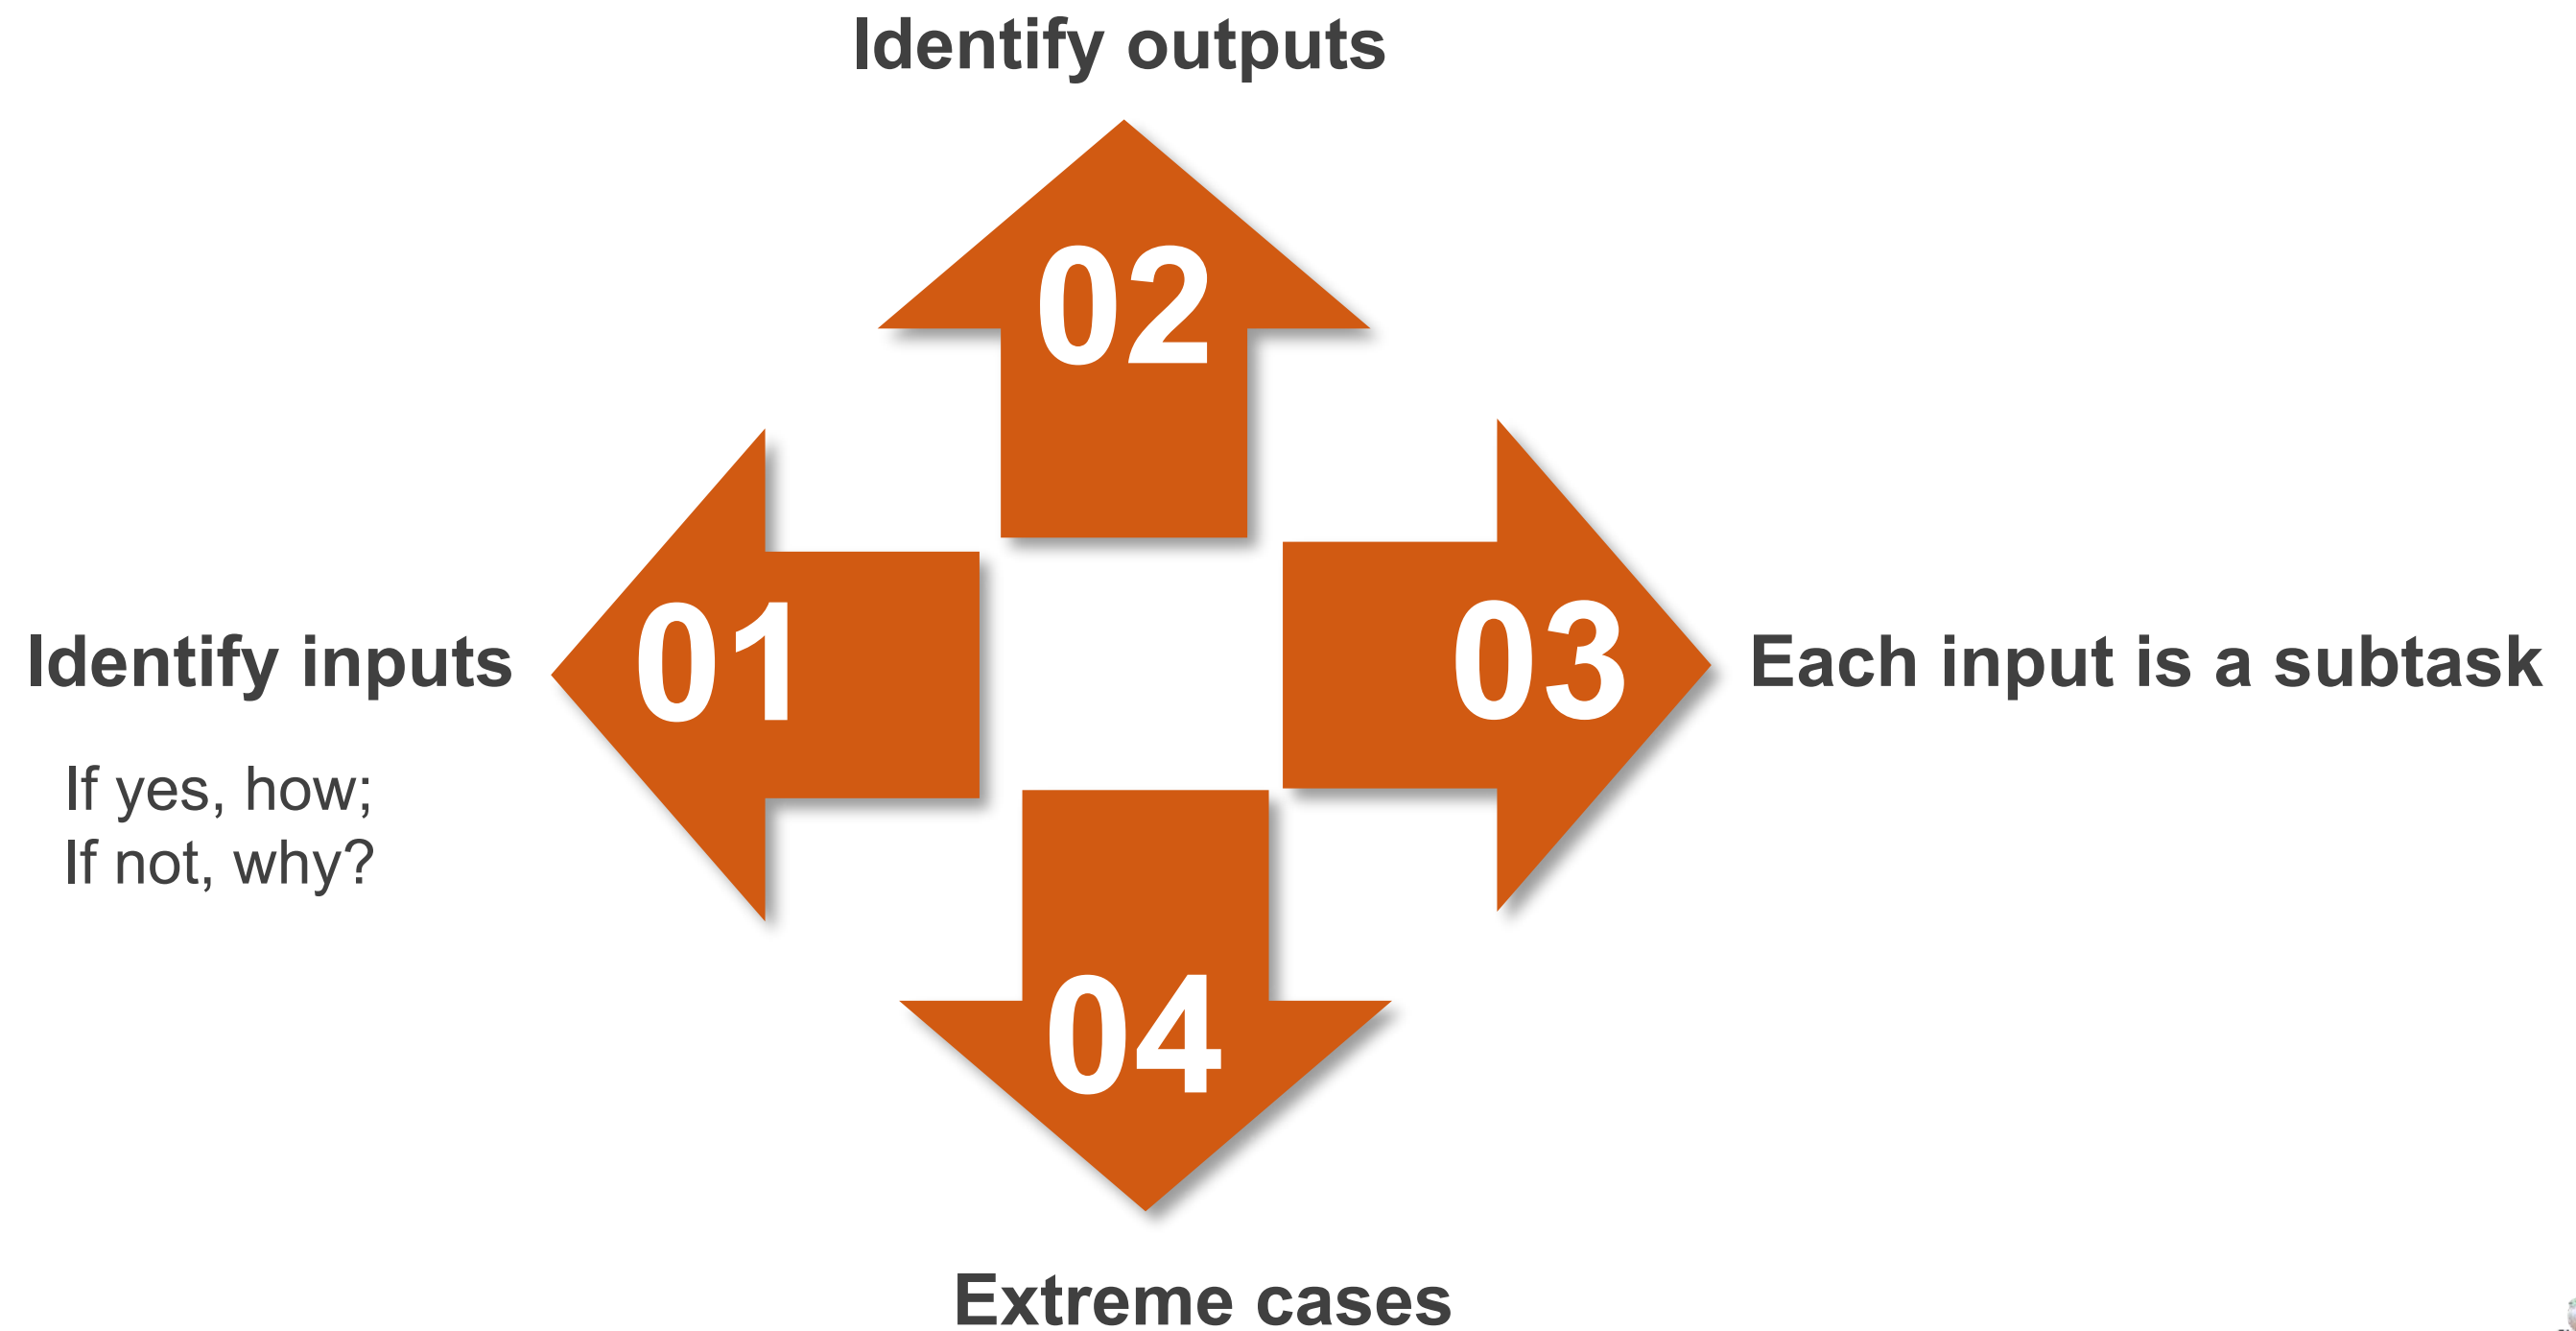 Identify outputs
02
01
03
Identify inputs
Each input is a subtask
If yes, how;
If not, why?
04
Extreme cases